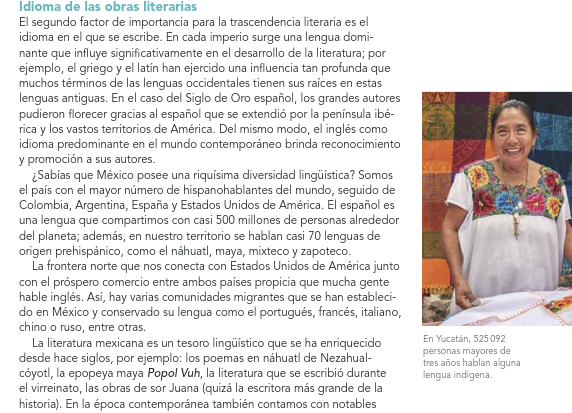 Idioma de las obras literarias
El segundo factor de importancia para la trascendencia literaria es el
idioma en el que se escribe. En cada imperio surge una lengua domi-
nante que influye significativamente en el desarrollo de la literatura; por
ejemplo, el griego y el latín han ejercido una influencia tan profunda que
muchos términos de las lenguas occidentales tienen sus raíces en estas
lenguas antiguas. En el caso del Siglo de Oro español, los grandes autores
pudieron florecer gracias al español que se extendió por la península ibé-
rica y los vastos territorios de América. Del mismo modo, el inglés como
idioma predominante en el mundo contemporáneo brinda reconocimiento
y promoción a sus autores.
¿Sabías que México posee una riquísima diversidad lingüística? Somos
el país con el mayor número de hispanohablantes del mundo, seguido de
Colombia, Argentina, España y Estados Unidos de América. El español es
una lengua que compartimos con casi 500 millones de personas alrededor
del planeta; además, en nuestro territorio se hablan casi 70 lenguas de
origen prehispánico, como el náhuatl, maya, mixteco y zapoteco.
La frontera norte que nos conecta con Estados Unidos de América junto
con el próspero comercio entre ambos países propicia que mucha gente
hable inglés. Así, hay varias comunidades migrantes que se han estableci-
do en México y conservado su lengua como el portugués, francés, italiano,
chino o ruso, entre otras.
La literatura mexicana es un tesoro lingüístico que se ha enriquecido
desde hace siglos, por ejemplo: los poemas en náhuatl de Nezahual-
cóyotl, la epopeya maya Popol Vuh, la literatura que se escribió durante
el virreinato, las obras de sor Juana (quizá la escritora más grande de la
historia). En la época contemporánea también contamos con notables
En Yucatán, 525 092
personas mayores de
tres años hablan alguna
lengua indígena.